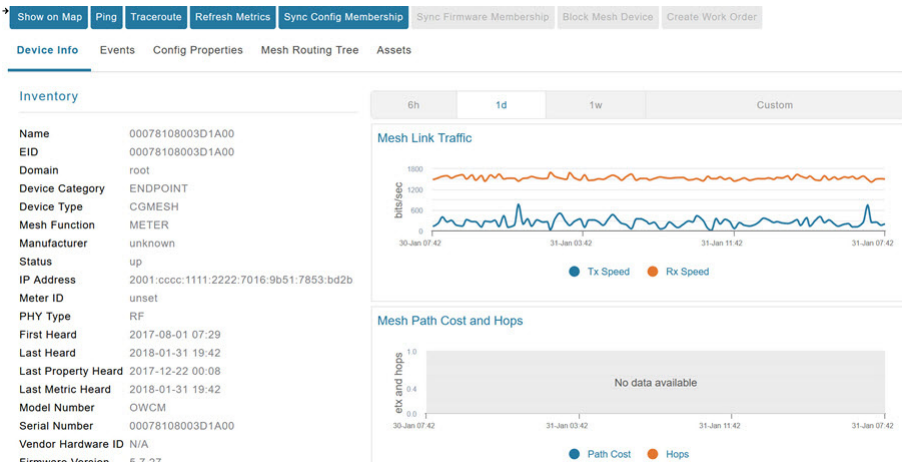 Show on Map Ping Traceroute Refresh Metrics Sync Config Membership Sync Firmware Membership Block Mesh Device Create Work Order
Device Info Events Config Properties Mesh Routing Tree Assets
Inventory
Name 00078108003D1A00
EID 00078108003D1A00
Domain root
Device Category ENDPOINT
Device Type CGMESH
Mesh Function METER
Manufacturer unknown
Status up
IP Address 2001:cccc:1111:2222:7016:9b51:7853:bd2b
Meter ID unset
PHY Type RF
First Heard 2017-08-01 07:29
Last Heard 2018-01-31 19:42
Last Property Heard 2017-12-22 00:08
Last Metric Heard 2018-01-31 19:42
Model Number OWCM
Serial Number 00078108003D1A00
Vendor Hardware ID N/A
Firmware Version 5.7.27
6h 1d 1w Custom
Mesh Link Traffic
bits/sec
1800
1200
600
0
30-Jan 07:42 31-Jan 03:42 31-Jan 11:42 31-Jan 07:42
Tx Speed Rx Speed
Mesh Path Cost and Hops
etx and hops
1.0
0.4
0.0
No data available
30-Jan 07:42 31-Jan 03:42 31-Jan 11:42 31-Jan 07:42
Path Cost Hops